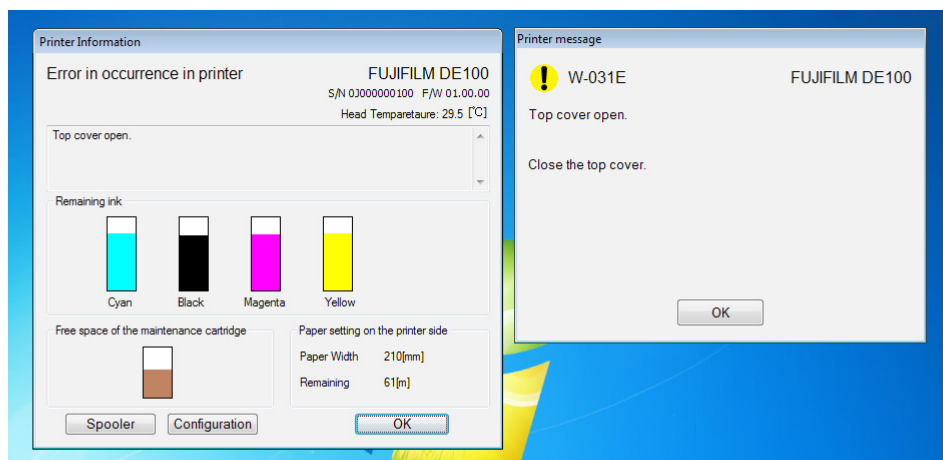 Printer Information
Error in occurrence in printer
FUJIFILM DE100
S/N 0J000000100 F/W 01.00.00
Head Temparetaure: 29.5 [℃]
Top cover open.
Remaining ink
Cyan Black Magenta Yellow
Free space of the maintenance cartridge
Paper setting on the printer side
Paper Width 210[mm]
Remaining 61[m]
Spooler Configuration OK
Printer message
W-031E FUJIFILM DE100
Top cover open.
Close the top cover.
OK